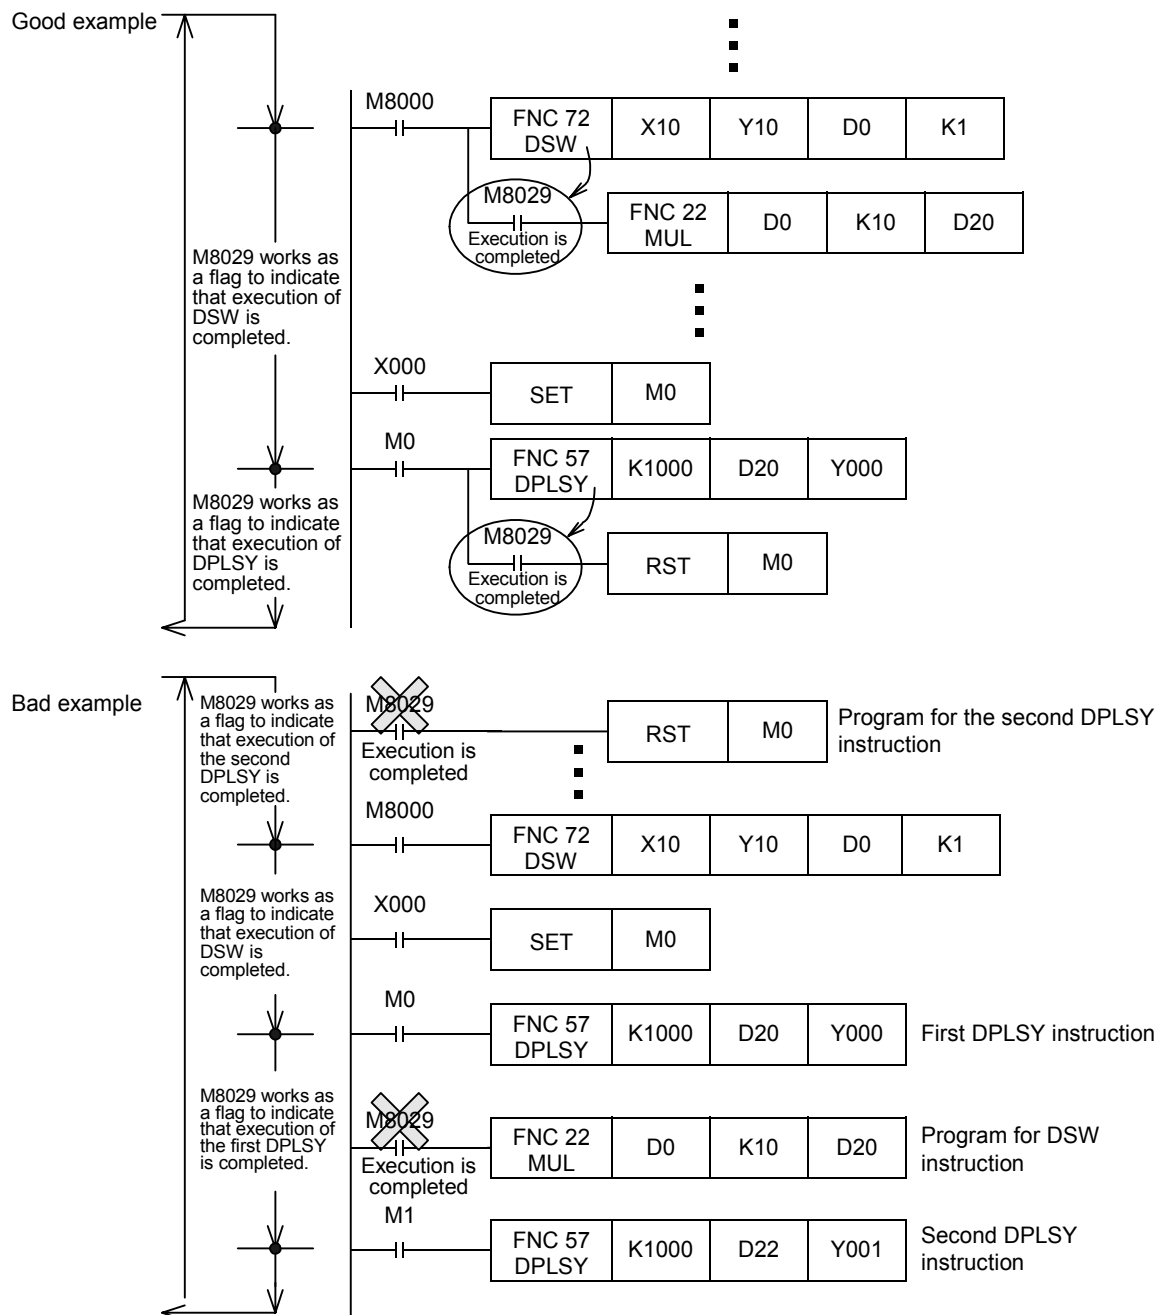 Good example
M8000
FNC 72
DSW
X10
Y10
D0
K1
M8029
Execution is
completed
FNC 22
MUL
D0
K10
D20
M8029 works as
a flag to indicate
that execution of
DSW is
completed.
X000
SET
M0
M0
FNC 57
DPLSY
K1000
D20
Y000
M8029 works as
a flag to indicate
that execution of
DPLSY is
completed.
M8029
Execution is
completed
RST
M0
Bad example
M8029 works as
a flag to indicate
that execution of
the second
DPLSY is
completed.
M8029
Execution is
completed
RST
M0
Program for the second DPLSY
instruction
M8000
FNC 72
DSW
X10
Y10
D0
K1
M8029 works as
a flag to indicate
that execution of
DSW is
completed.
X000
SET
M0
M0
FNC 57
DPLSY
K1000
D20
Y000
First DPLSY instruction
M8029 works as
a flag to indicate
that execution of
the first DPLSY
is completed.
M8029
Execution is
completed
FNC 22
MUL
D0
K10
D20
Program for DSW
instruction
M1
FNC 57
DPLSY
K1000
D22
Y001
Second DPLSY
instruction